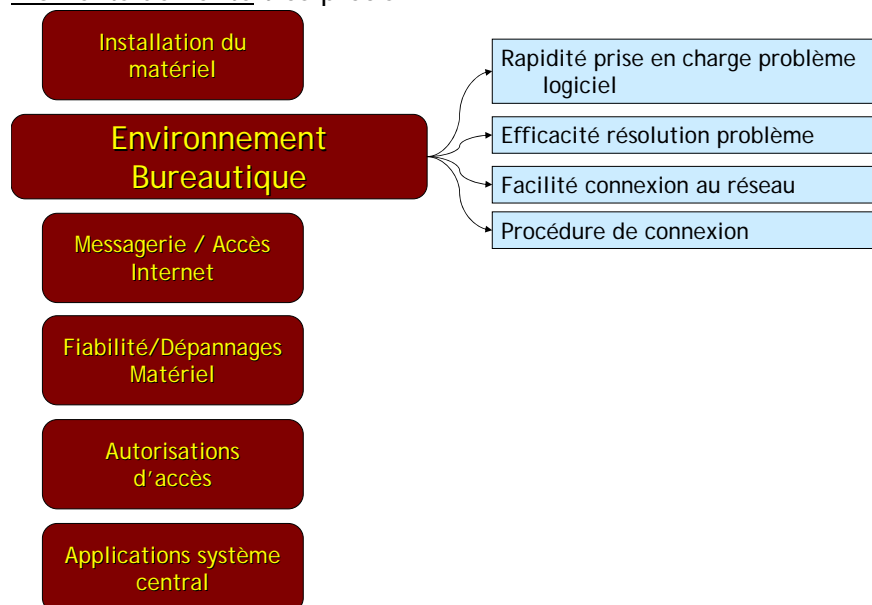 Installation du
matériel
Environnement
Bureautique
Rapidité prise en charge problème
logiciel
Efficacité résolution problème
Facilité connexion au réseau
Procédure de connexion
Messagerie / Accès
Internet
Fiabilité/Dépannages
Matériel
Autorisations
d'accès
Applications système
central